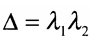 Δ = λ₁λ₂